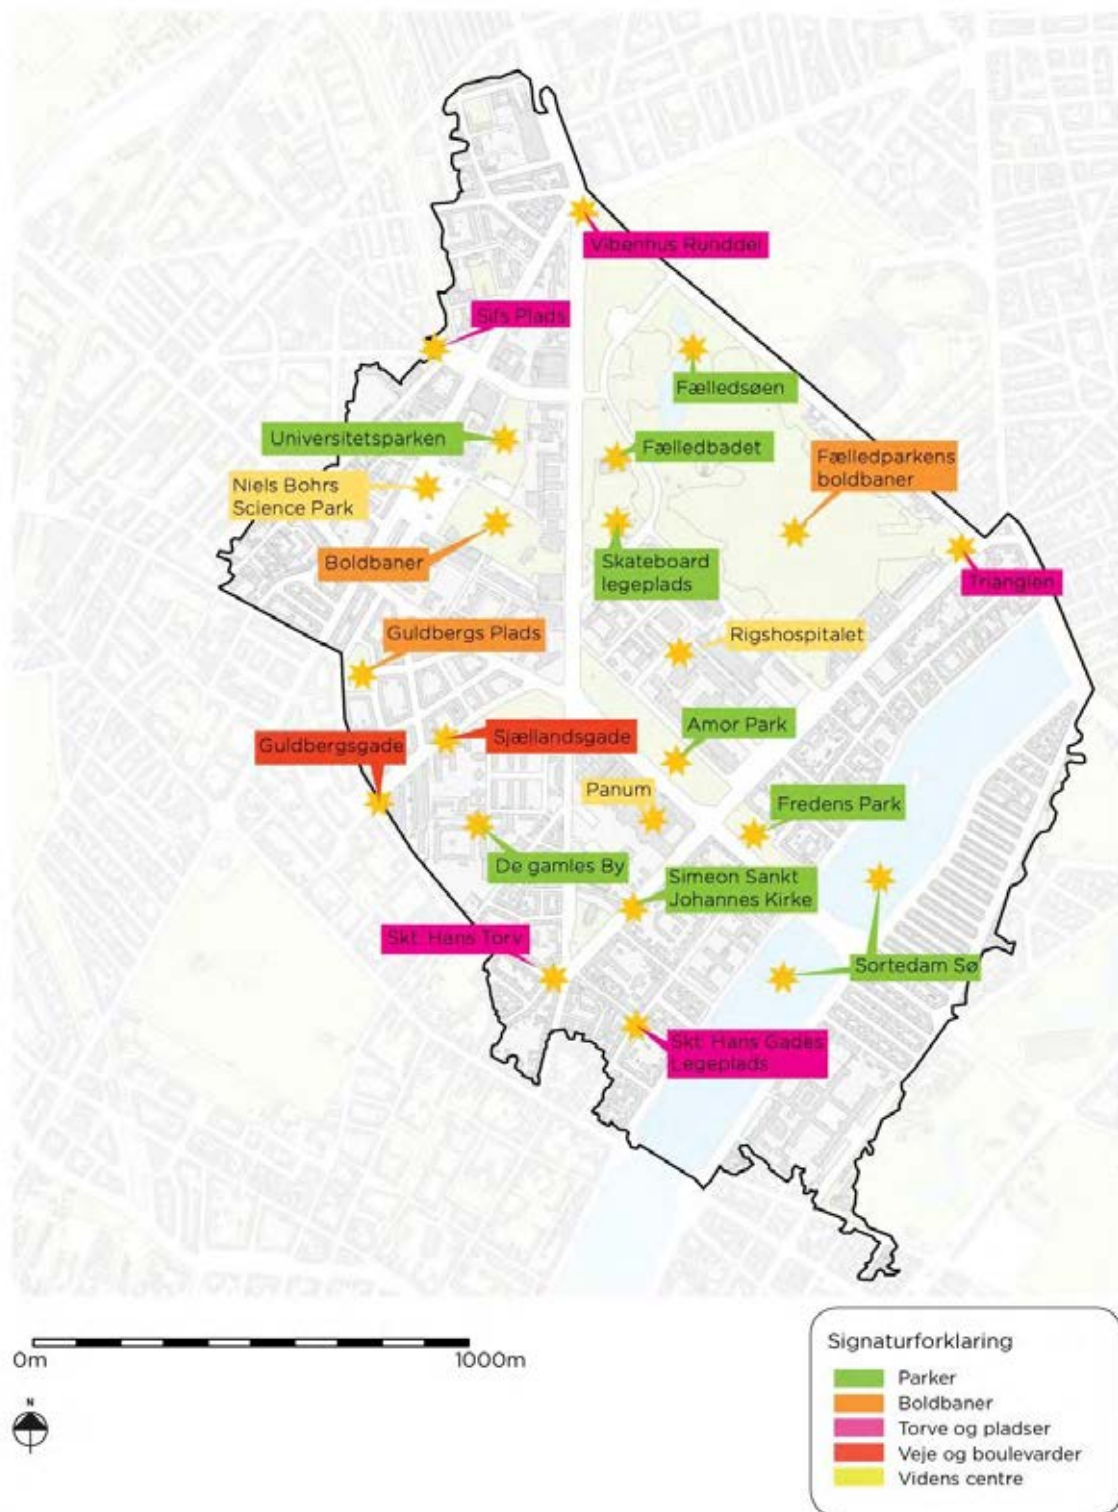 Vibenhus Runddel
Sifs Plads
Fælledsøen
Universitetsparken
Fælledbadet
Fælledparkens
boldbaner
Niels Bohrs
Science Park
Boldbaner
Skateboard
legeplads
Trianglen
Guldbergs Plads
Rigshospitalet
Amor Park
Guldbergsgade
Sjællandsgade
Panum
Fredens Park
De gamles By
Simeon Sankt
Johannes Kirke
Skt. Hans Torv
Sortedam Sø
Skt. Hans Gades
Legeplads
0m 1000m
N
Signaturforklaring
Parker
Boldbaner
Torve og pladser
Veje og boulevarder
Videns centre